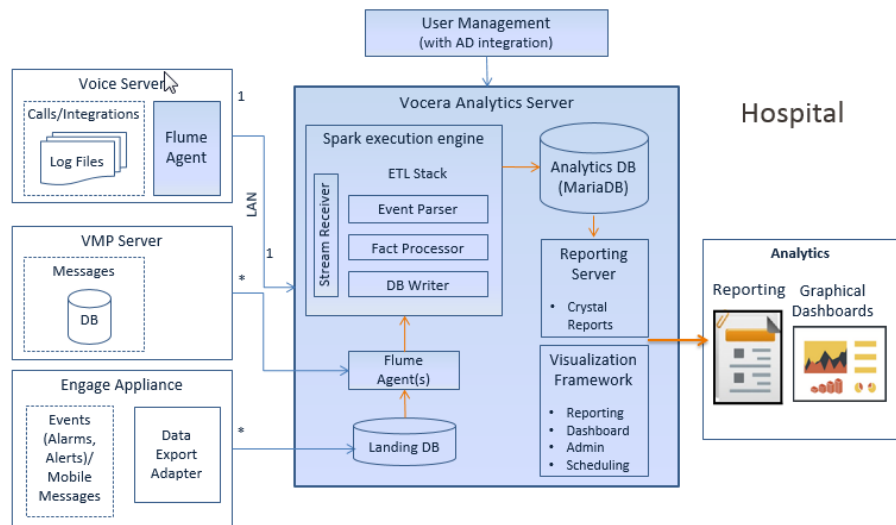 User Management
(with AD integration)
Voice Server
Calls/Integrations
Log Files
Flume
Agent
1
LAN
1
VMP Server
Messages
DB
*
Engage Appliance
Events
(Alarms,
Alerts)/
Mobile
Messages
Data
Export
Adapter
*
Vocera Analytics Server
Spark execution engine
ETL Stack
Stream Receiver
Event Parser
Fact Processor
DB Writer
Flume
Agent(s)
Landing DB
Analytics DB
(MariaDB)
Reporting
Server
• Crystal
Reports
Visualization
Framework
• Reporting
• Dashboard
• Admin
• Scheduling
Hospital
Analytics
Reporting
Graphical
Dashboards